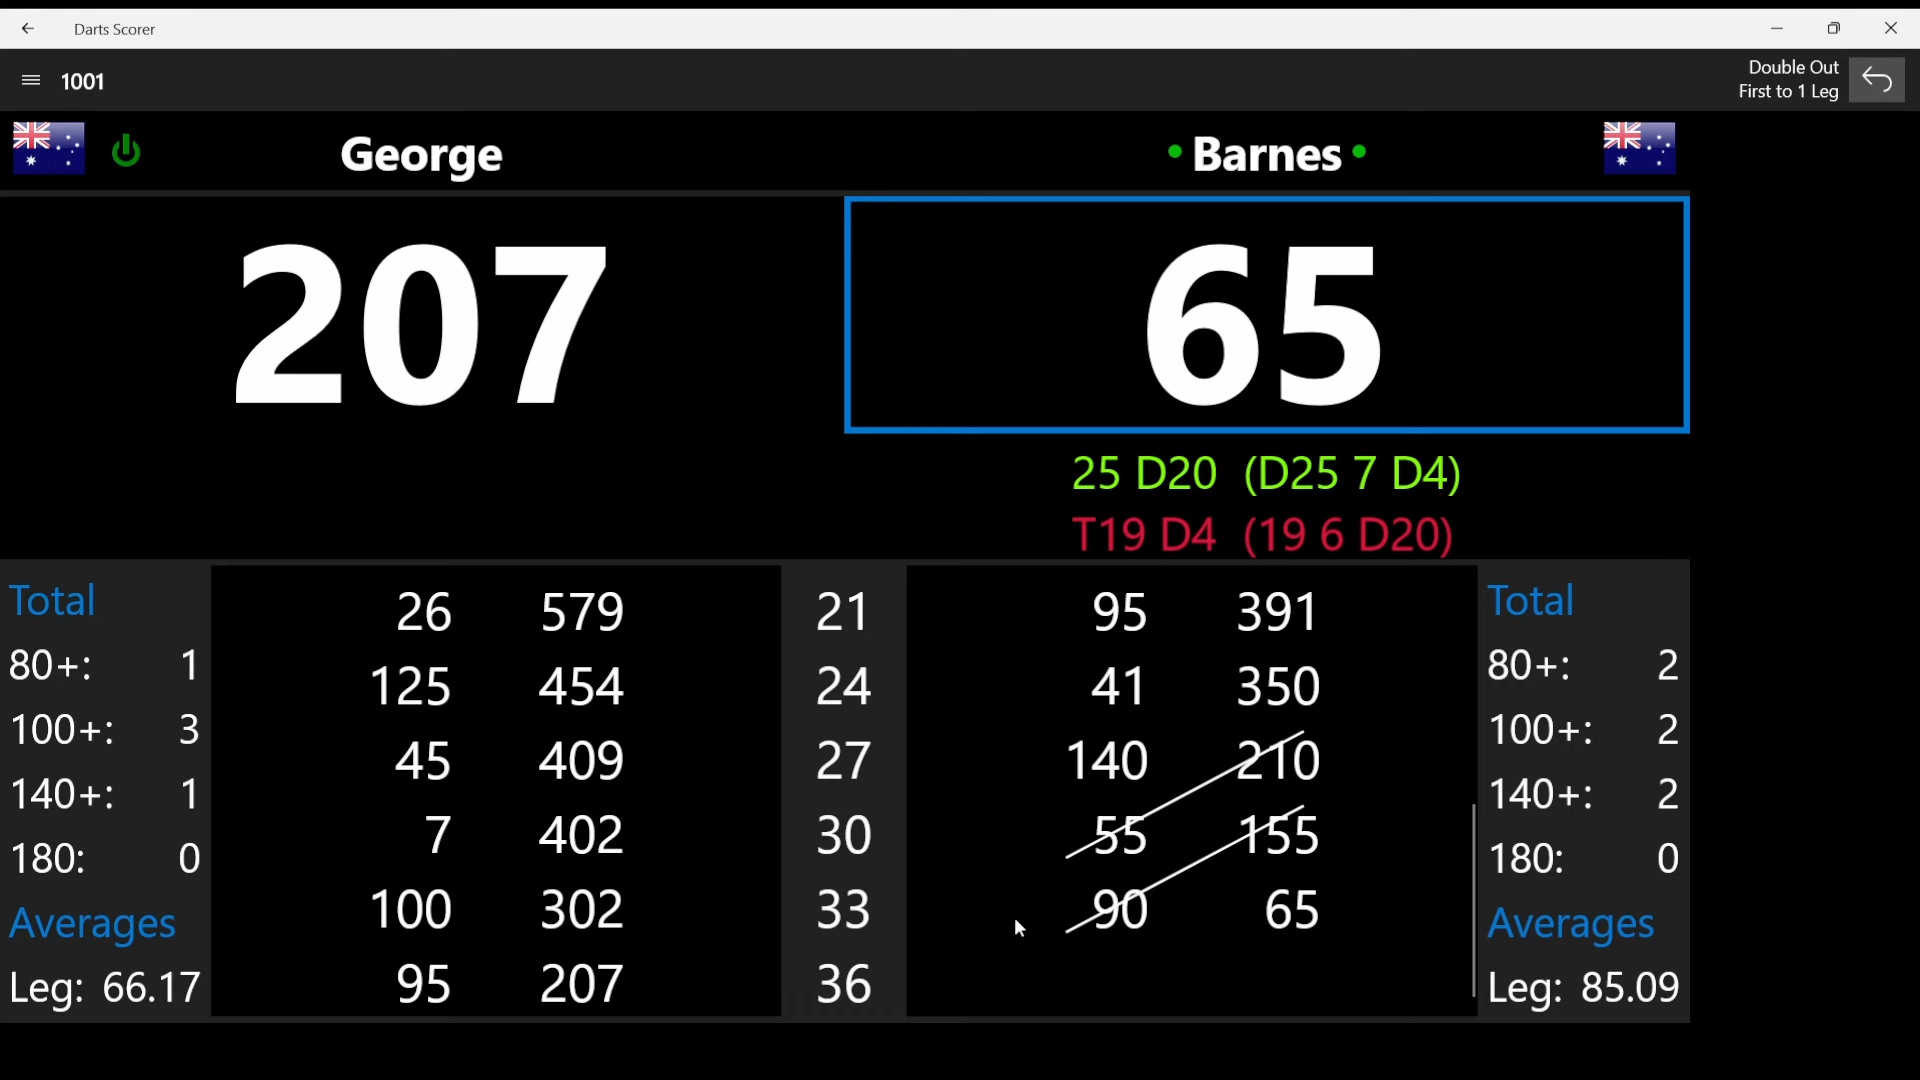 Darts Scorer
1001
Double Out
First to 1 Leg
George
Barnes
207
65
25 D20 (D25 7 D4)
T19 D4 (19 6 D20)
Total
80+: 1
100+: 3
140+: 1
180: 0
Averages
Leg: 66.17
26 579 21 95 391
125 454 24 41 350
45 409 27 140 210
7 402 30 55 155
100 302 33 90 65
95 207 36
Total
80+: 2
100+: 2
140+: 2
180: 0
Averages
Leg: 85.09